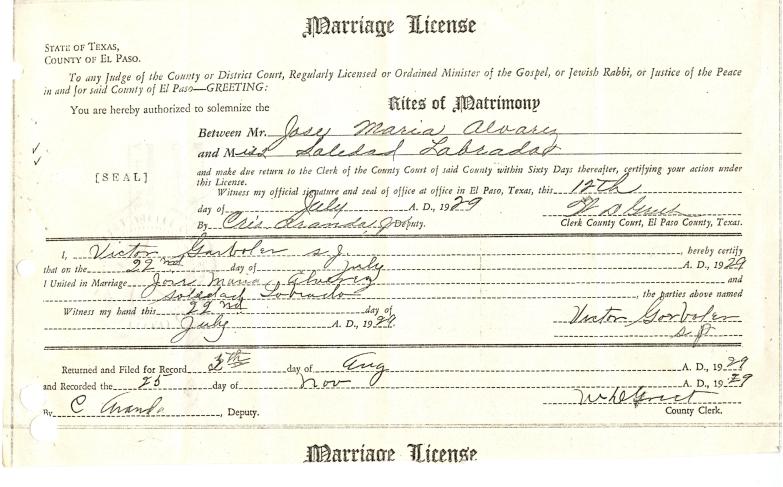 Marriage License
STATE OF TEXAS,
COUNTY OF EL PASO.
To any Judge of the County or District Court, Regularly Licensed or Ordained Minister of the Gospel, or Jewish Rabbi, or Justice of the Peace
in and for said County of El Paso—GREETING:
You are hereby authorized to solemnize the Rites of Matrimony
Between Mr. Jose Maria Alvarez
and Miss Soledad Labrador
and make due return to the Clerk of the County Court of said County within Sixty Days thereafter, certifying your action under
this License.
[SEAL]
Witness my official signature and seal of office at office in El Paso, Texas, this 12th
day of July A. D., 1929
By Cris Aranda Jr Deputy. Clerk County Court, El Paso County, Texas.
I, Victor s.j. , hereby certify
that on the 22nd day of July A. D., 1929
I United in Marriage Jose Maria Alvarez and
Soledad Labrado , the parties above named
Witness my hand this 22nd day of
July A. D., 1929. Victor
Returned and Filed for Record day of Aug A. D., 1929
and Recorded the 25 day of Nov A. D., 1929
By C Aranda , Deputy. County Clerk.
Marriage License